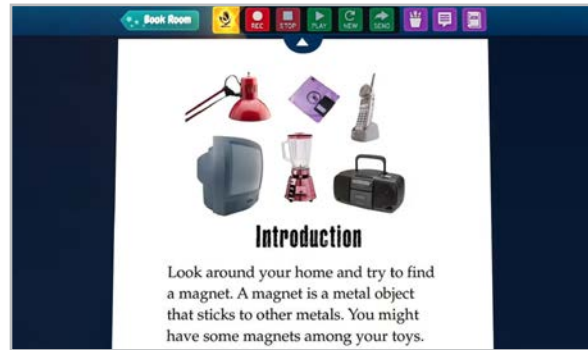 Book Room
REC
STOP
PLAY
NEW
SEND
Introduction
Look around your home and try to find
a magnet. A magnet is a metal object
that sticks to other metals. You might
have some magnets among your toys.